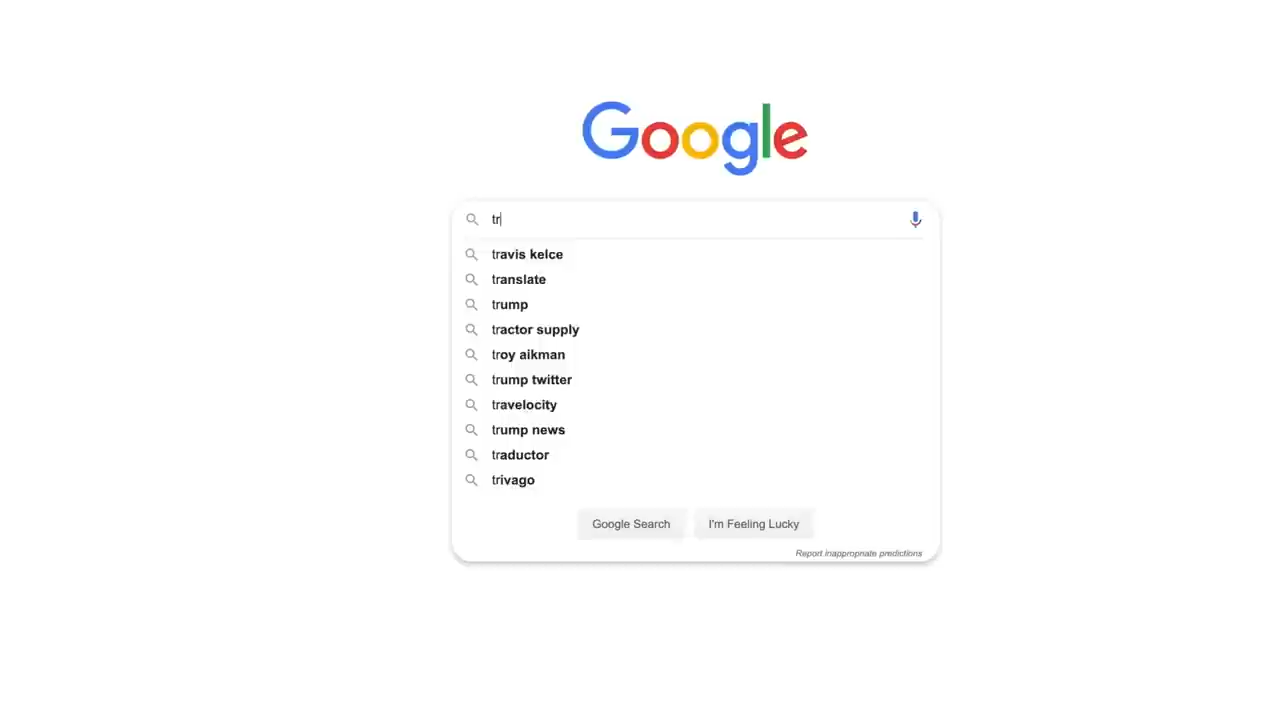 Google
tr
travis kelce
translate
trump
tractor supply
troy aikman
trump twitter
travelocity
trump news
traductor
trivago
Google Search I'm Feeling Lucky
Report inappropriate predictions